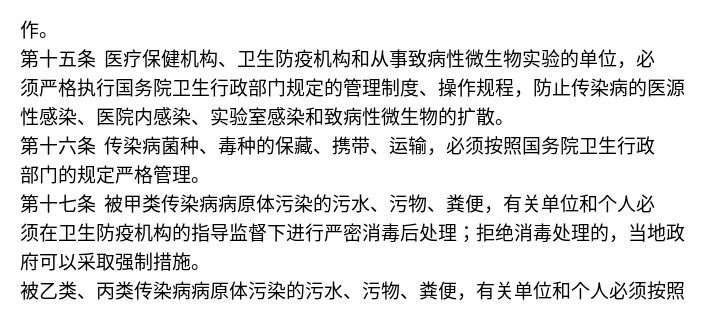 作。
第十五条 医疗保健机构、卫生防疫机构和从事致病性微生物实验的单位，必
须严格执行国务院卫生行政部门规定的管理制度、操作规程，防止传染病的医源
性感染、医院内感染、实验室感染和致病性微生物的扩散。
第十六条 传染病菌种、毒种的保藏、携带、运输，必须按照国务院卫生行政
部门的规定严格管理。
第十七条 被甲类传染病病原体污染的污水、污物、粪便，有关单位和个人必
须在卫生防疫机构的指导监督下进行严密消毒后处理；拒绝消毒处理的，当地政
府可以采取强制措施。
被乙类、丙类传染病病原体污染的污水、污物、粪便，有关单位和个人必须按照